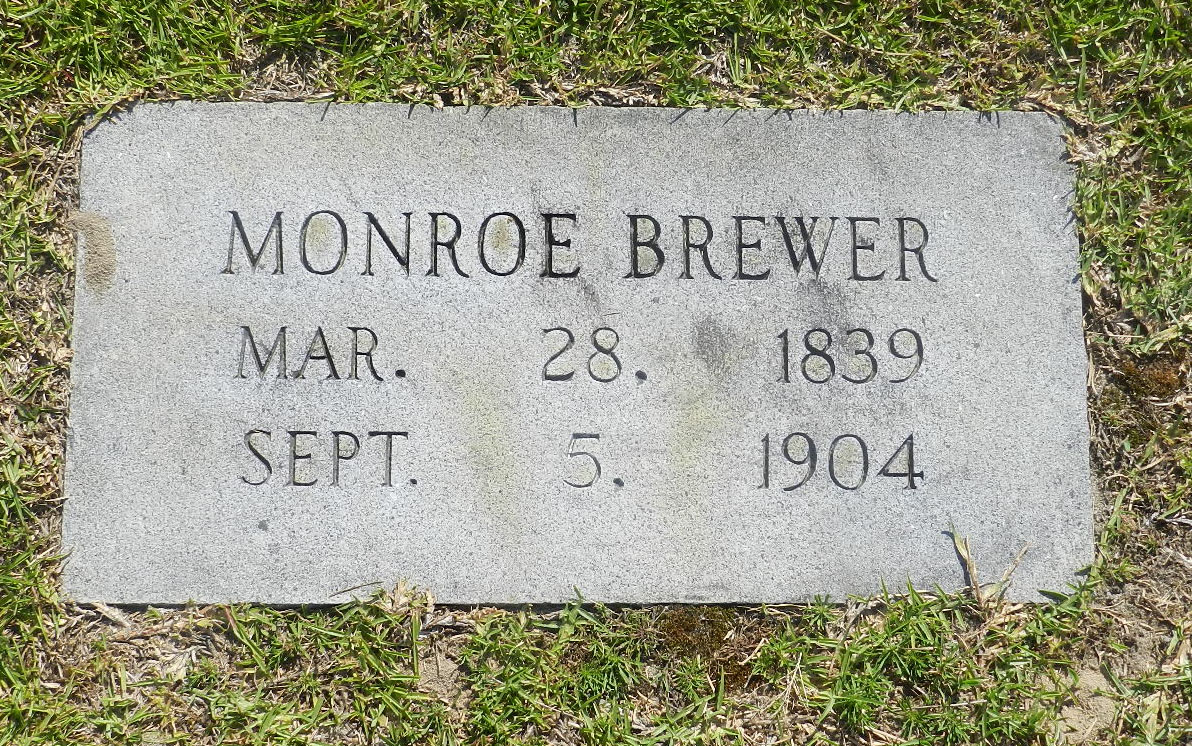 MONROE BREWER
MAR. 28. 1839
SEPT. 5. 1904